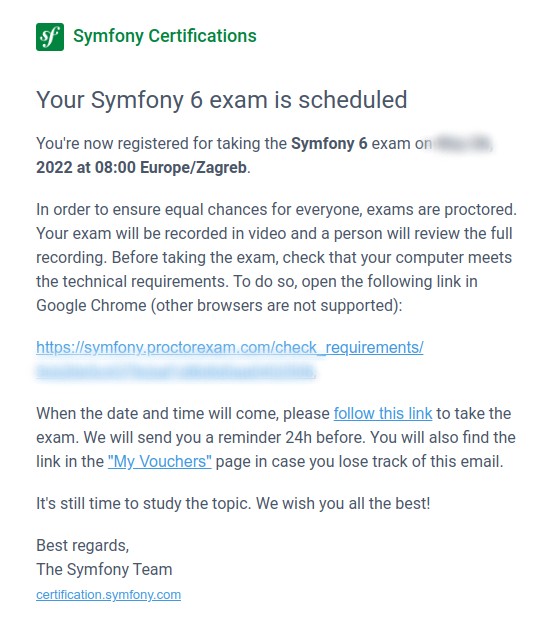 sf Symfony Certifications
Your Symfony 6 exam is scheduled
You're now registered for taking the Symfony 6 exam on
2022 at 08:00 Europe/Zagreb.
In order to ensure equal chances for everyone, exams are proctored.
Your exam will be recorded in video and a person will review the full
recording. Before taking the exam, check that your computer meets
the technical requirements. To do so, open the following link in
Google Chrome (other browsers are not supported):
https://symfony.proctorexam.com/check_requirements/
When the date and time will come, please follow this link to take the
exam. We will send you a reminder 24h before. You will also find the
link in the "My Vouchers" page in case you lose track of this email.
It's still time to study the topic. We wish you all the best!
Best regards,
The Symfony Team
certification.symfony.com